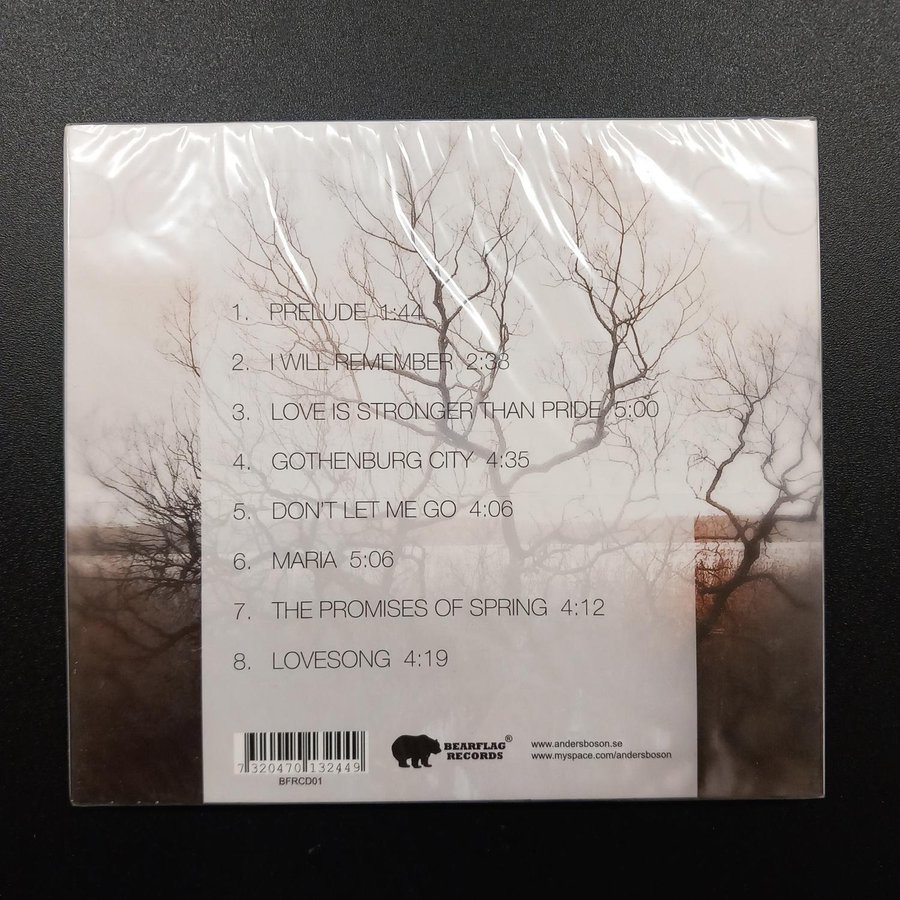 1. PRELUDE 1:44
2. I WILL REMEMBER 2:33
3. LOVE IS STRONGER THAN PRIDE 5:00
4. GOTHENBURG CITY 4:35
5. DON'T LET ME GO 4:06
6. MARIA 5:06
7. THE PROMISES OF SPRING 4:12
8. LOVESONG 4:19
7 320470 132449
BFRCD01
BEARFLAG®
RECORDS
www.andersboson.se
www.myspace.com/andersboson